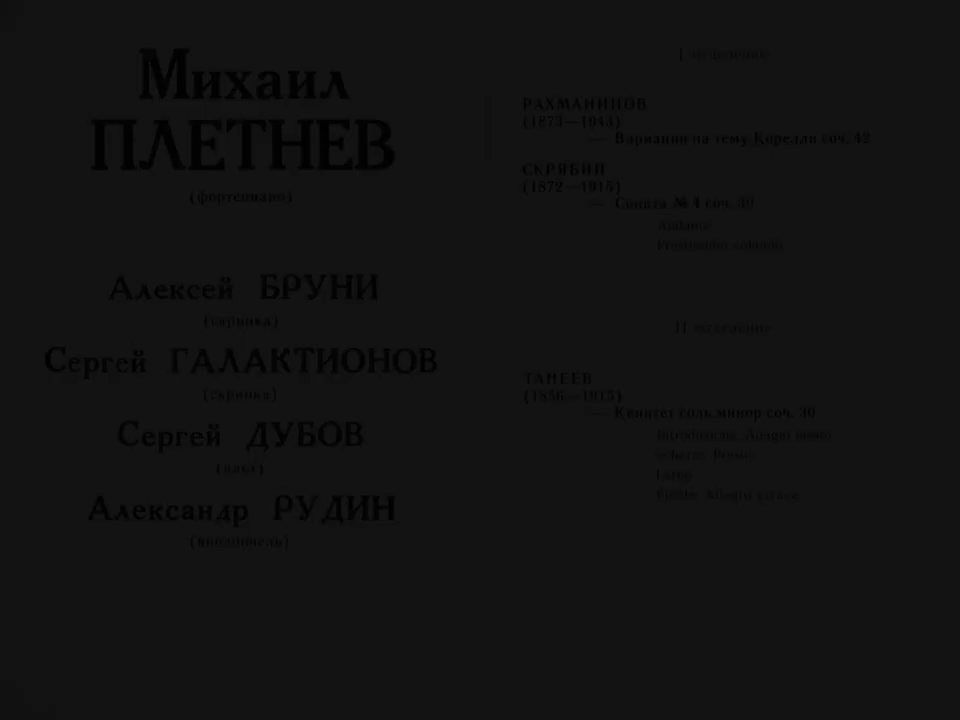 Михаил
ПЛЕТНЕВ
(фортепиано)
Алексей БРУНИ
(скрипка)
Сергей ГАЛАКТИОНОВ
(скрипка)
Сергей ДУБОВ
(альт)
Александр РУДИН
(виолончель)
I отделение
РАХМАНИНОВ
(1873—1943)
— Вариации на тему Корелли соч. 42
СКРЯБИН
(1872—1915)
— Соната № 4 соч. 30
Andante
Prestissimo volando
II отделение
ТАНЕЕВ
(1856—1915)
— Квинтет соль минор соч. 30
Introduzione. Adagio mesto
Scherzo. Presto
Largo
Finale. Allegro vivace